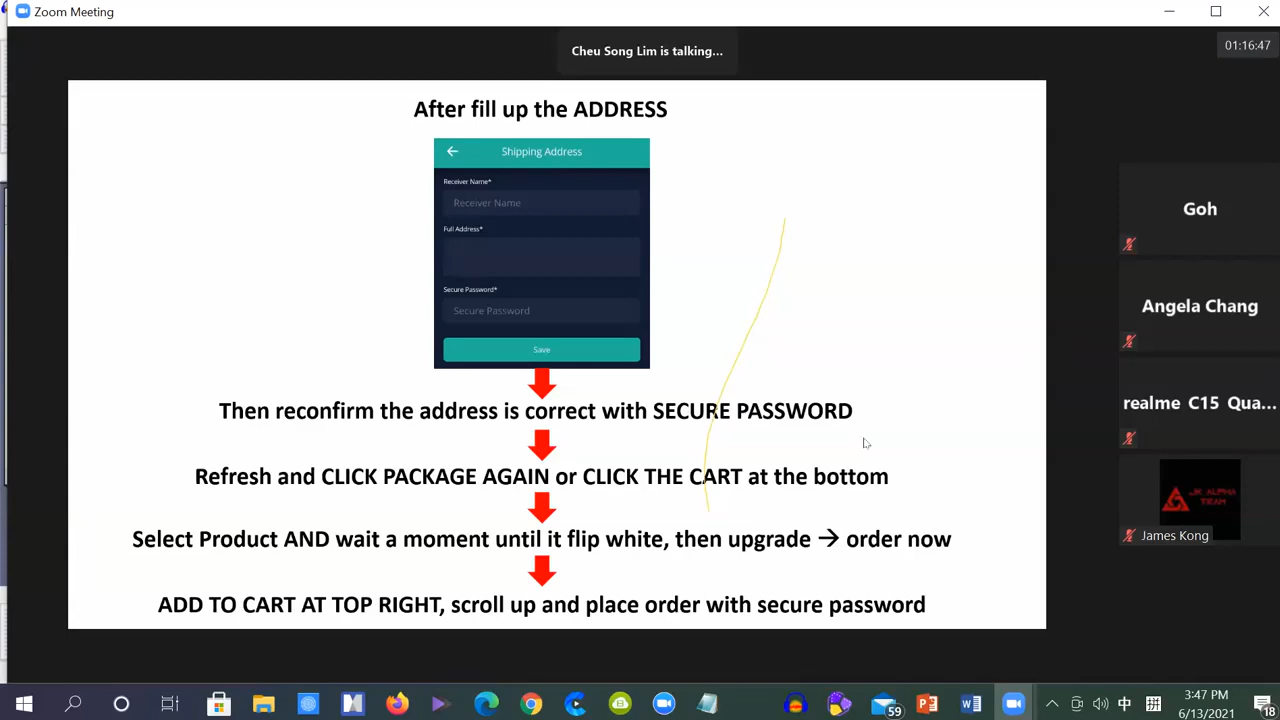 Zoom Meeting
Cheu Song Lim is talking...
01:16:47
After fill up the ADDRESS
Shipping Address
Receiver Name*
Receiver Name
Full Address*
Secure Password*
Secure Password
Save
Then reconfirm the address is correct with SECURE PASSWORD
Refresh and CLICK PACKAGE AGAIN or CLICK THE CART at the bottom
Select Product AND wait a moment until it flip white, then upgrade → order now
ADD TO CART AT TOP RIGHT, scroll up and place order with secure password
Goh
Angela Chang
realme C15 Qua...
JK ALPHA
TEAM
James Kong
59
中
拼
3:47 PM
6/13/2021
18